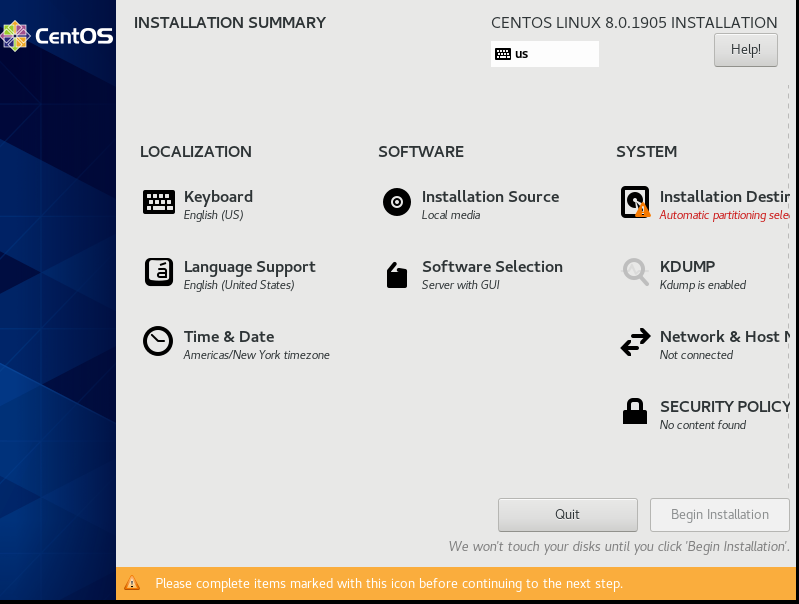 CentOS
INSTALLATION SUMMARY
CENTOS LINUX 8.0.1905 INSTALLATION
us
Help!
LOCALIZATION
Keyboard
English (US)
Language Support
English (United States)
Time & Date
Americas/New York timezone
SOFTWARE
Installation Source
Local media
Software Selection
Server with GUI
SYSTEM
Installation Destin
Automatic partitioning sele
KDUMP
Kdump is enabled
Network & Host N
Not connected
SECURITY POLICY
No content found
Quit
Begin Installation
We won't touch your disks until you click 'Begin Installation'.
Please complete items marked with this icon before continuing to the next step.